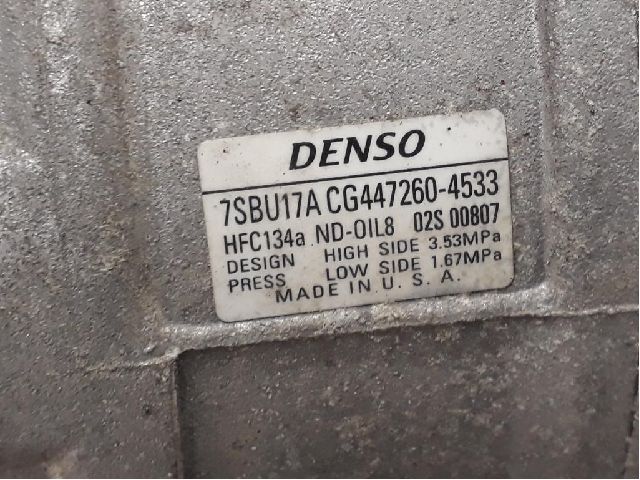 DENSO
7SBU17A CG447260-4533
HFC134a ND-OIL8 02S 00807
DESIGN HIGH SIDE 3.53MPa
PRESS LOW SIDE 1.67MPa
MADE IN U. S. A.